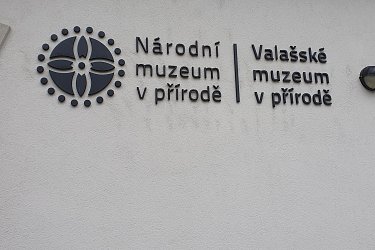 Národní
muzeum
v přírodě
Valašské
muzeum
v přírodě